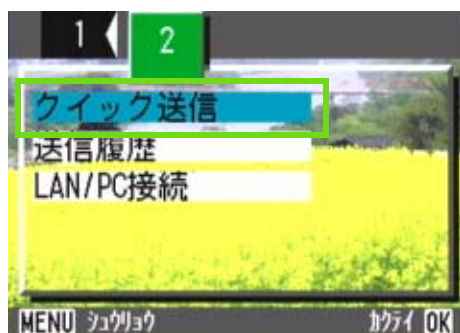 1 2
クイック送信
送信履歴
LAN/PC接続
MENU シュウリョウ カクテイ OK